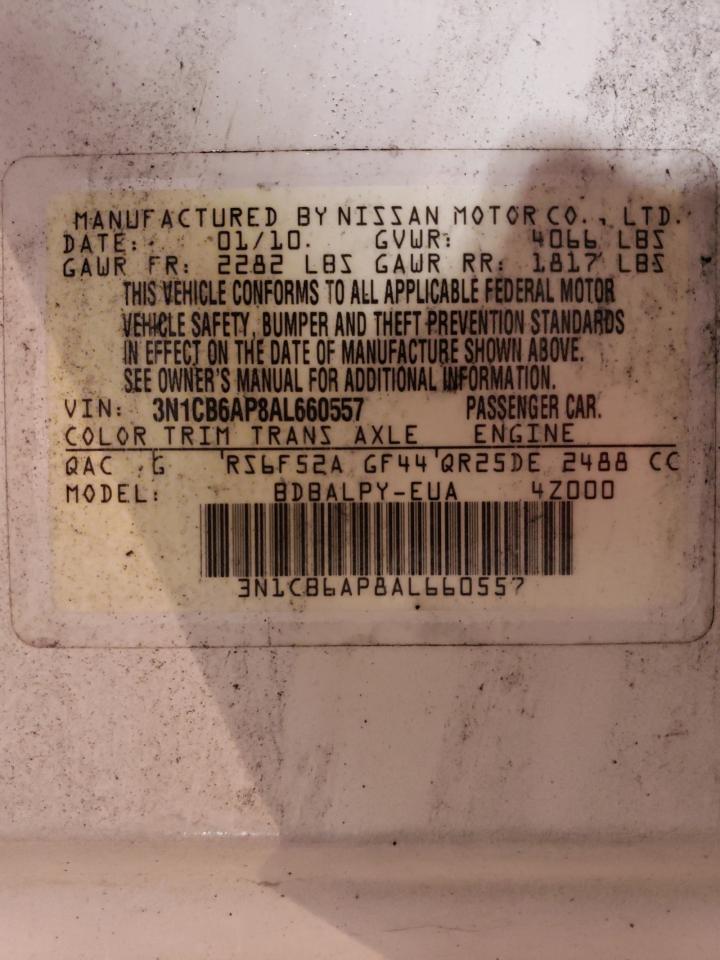 MANUFACTURED BY NISSAN MOTOR CO., LTD.
DATE: 01/10. GVWR: 4066 LBS
GAWR FR: 2282 LBS GAWR RR: 1817 LBS
THIS VEHICLE CONFORMS TO ALL APPLICABLE FEDERAL MOTOR
VEHICLE SAFETY, BUMPER AND THEFT PREVENTION STANDARDS
IN EFFECT ON THE DATE OF MANUFACTURE SHOWN ABOVE.
SEE OWNER'S MANUAL FOR ADDITIONAL INFORMATION.
VIN: 3N1CB6AP8AL660557 PASSENGER CAR.
COLOR TRIM TRANS AXLE ENGINE
QAC G RS6F52A GF44 QR25DE 2488 CC
MODEL: BDBALPY-EUA 4Z000
3N1CB6AP8AL660557